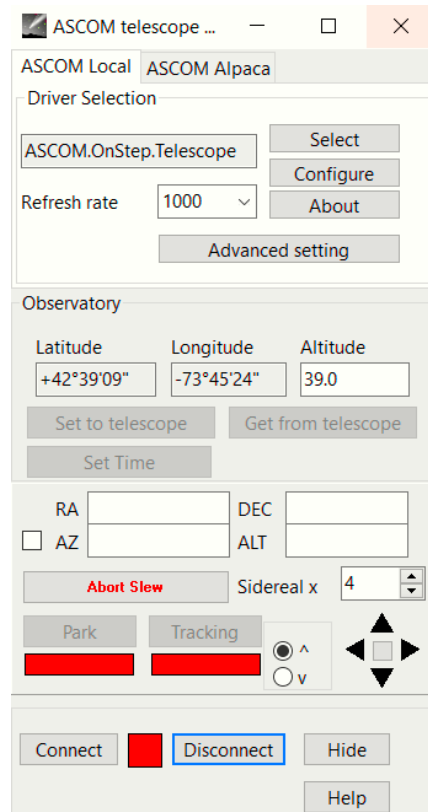 ASCOM telescope ...
ASCOM Local ASCOM Alpaca
Driver Selection
ASCOM.OnStep.Telescope Select
Configure
Refresh rate 1000 About
Advanced setting
Observatory
Latitude Longitude Altitude
+42°39'09" -73°45'24" 39.0
Set to telescope Get from telescope
Set Time
RA DEC
AZ ALT
Abort Slew Sidereal x 4
Park Tracking
^
v
Connect Disconnect Hide
Help